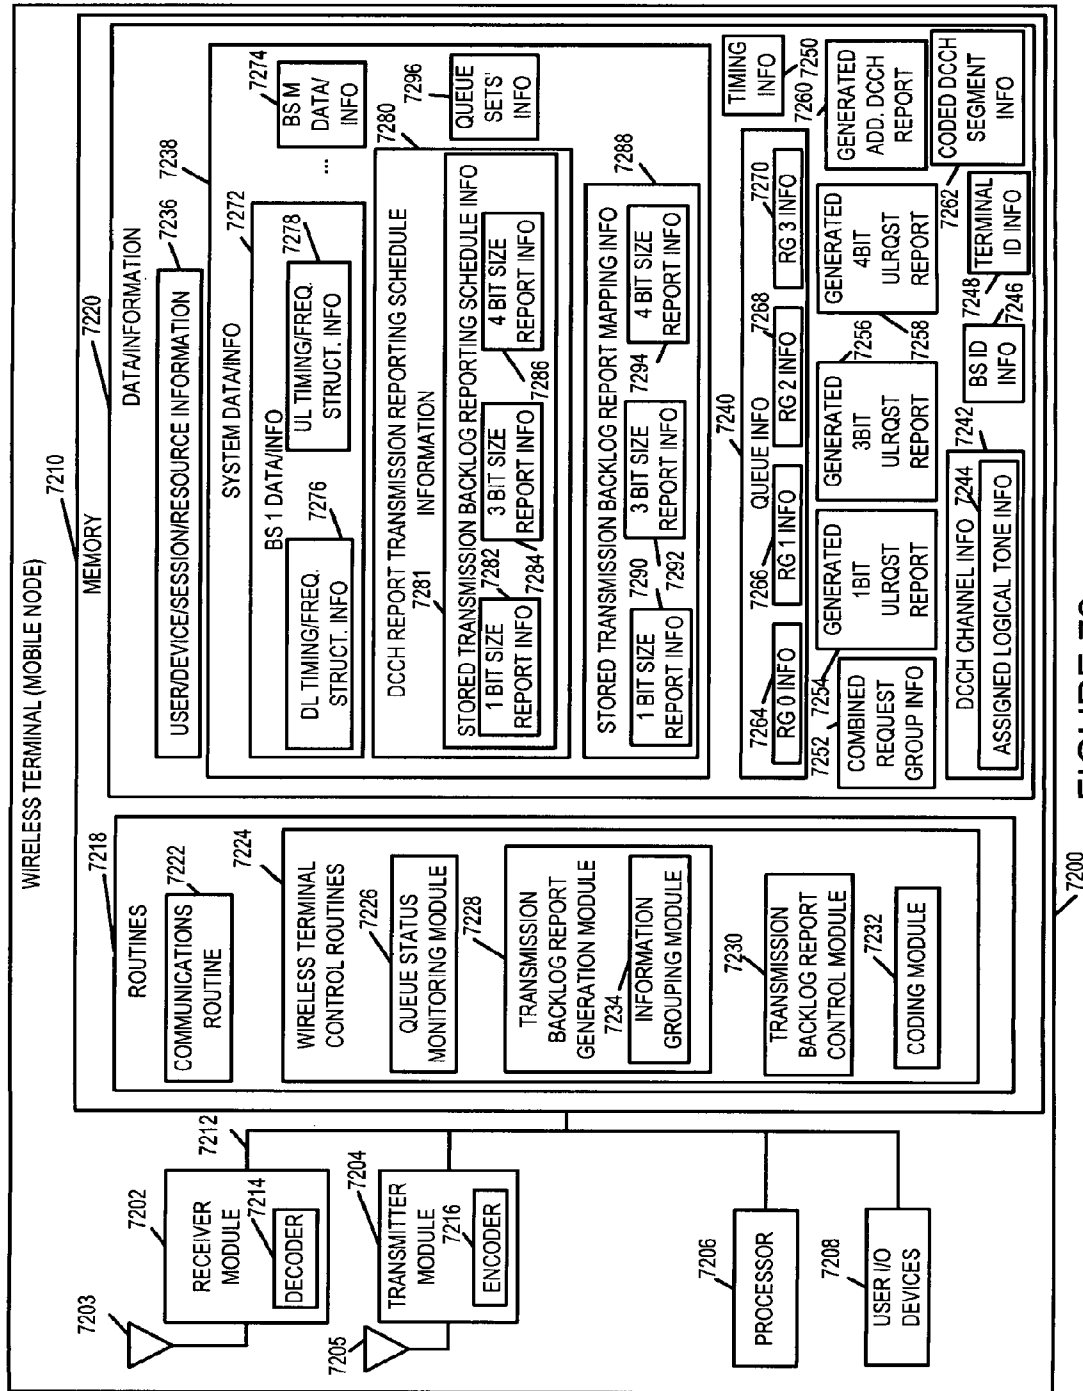 WIRELESS TERMINAL (MOBILE NODE)
7203
7202
RECEIVER
MODULE
7214
DECODER
7212
7205
7204
TRANSMITTER
MODULE
7216
ENCODER
7206
PROCESSOR
7208
USER I/O
DEVICES
7210
MEMORY
7218
ROUTINES
7222
COMMUNICATIONS
ROUTINE
7224
WIRELESS TERMINAL
CONTROL ROUTINES
7226
QUEUE STATUS
MONITORING MODULE
7228
TRANSMISSION
BACKLOG REPORT
GENERATION MODULE
7234
INFORMATION
GROUPING MODULE
7230
TRANSMISSION
BACKLOG REPORT
CONTROL MODULE
7232
CODING MODULE
7220
DATA/INFORMATION
7236
USER/DEVICE/SESSION/RESOURCE INFORMATION
7238
SYSTEM DATA/INFO
7272
BS 1 DATA/INFO
7276
DL TIMING/FREQ.
STRUCT. INFO
7278
UL TIMING/FREQ.
STRUCT. INFO
...
7274
BS M
DATA/
INFO
7280
DCCH REPORT TRANSMISSION REPORTING SCHEDULE
INFORMATION
7281
STORED TRANSMISSION BACKLOG REPORTING SCHEDULE INFO
7282
1 BIT SIZE
REPORT INFO
7284
3 BIT SIZE
REPORT INFO
7286
4 BIT SIZE
REPORT INFO
7296
QUEUE
SETS'
INFO
7288
STORED TRANSMISSION BACKLOG REPORT MAPPING INFO
7290
1 BIT SIZE
REPORT INFO
7292
3 BIT SIZE
REPORT INFO
7294
4 BIT SIZE
REPORT INFO
7240
QUEUE INFO
7264
RG 0 INFO
7266
RG 1 INFO
7268
RG 2 INFO
7270
RG 3 INFO
TIMING
INFO
7250
7252
COMBINED
REQUEST
GROUP INFO
7254
GENERATED
1BIT
ULRQST
REPORT
7256
GENERATED
3BIT
ULRQST
REPORT
7258
GENERATED
4BIT
ULRQST
REPORT
7260
GENERATED
ADD. DCCH
REPORT
7242
DCCH CHANNEL INFO
7244
ASSIGNED LOGICAL TONE INFO
7246
BS ID
INFO
7248
TERMINAL
ID INFO
7262
CODED DCCH
SEGMENT
INFO
7200